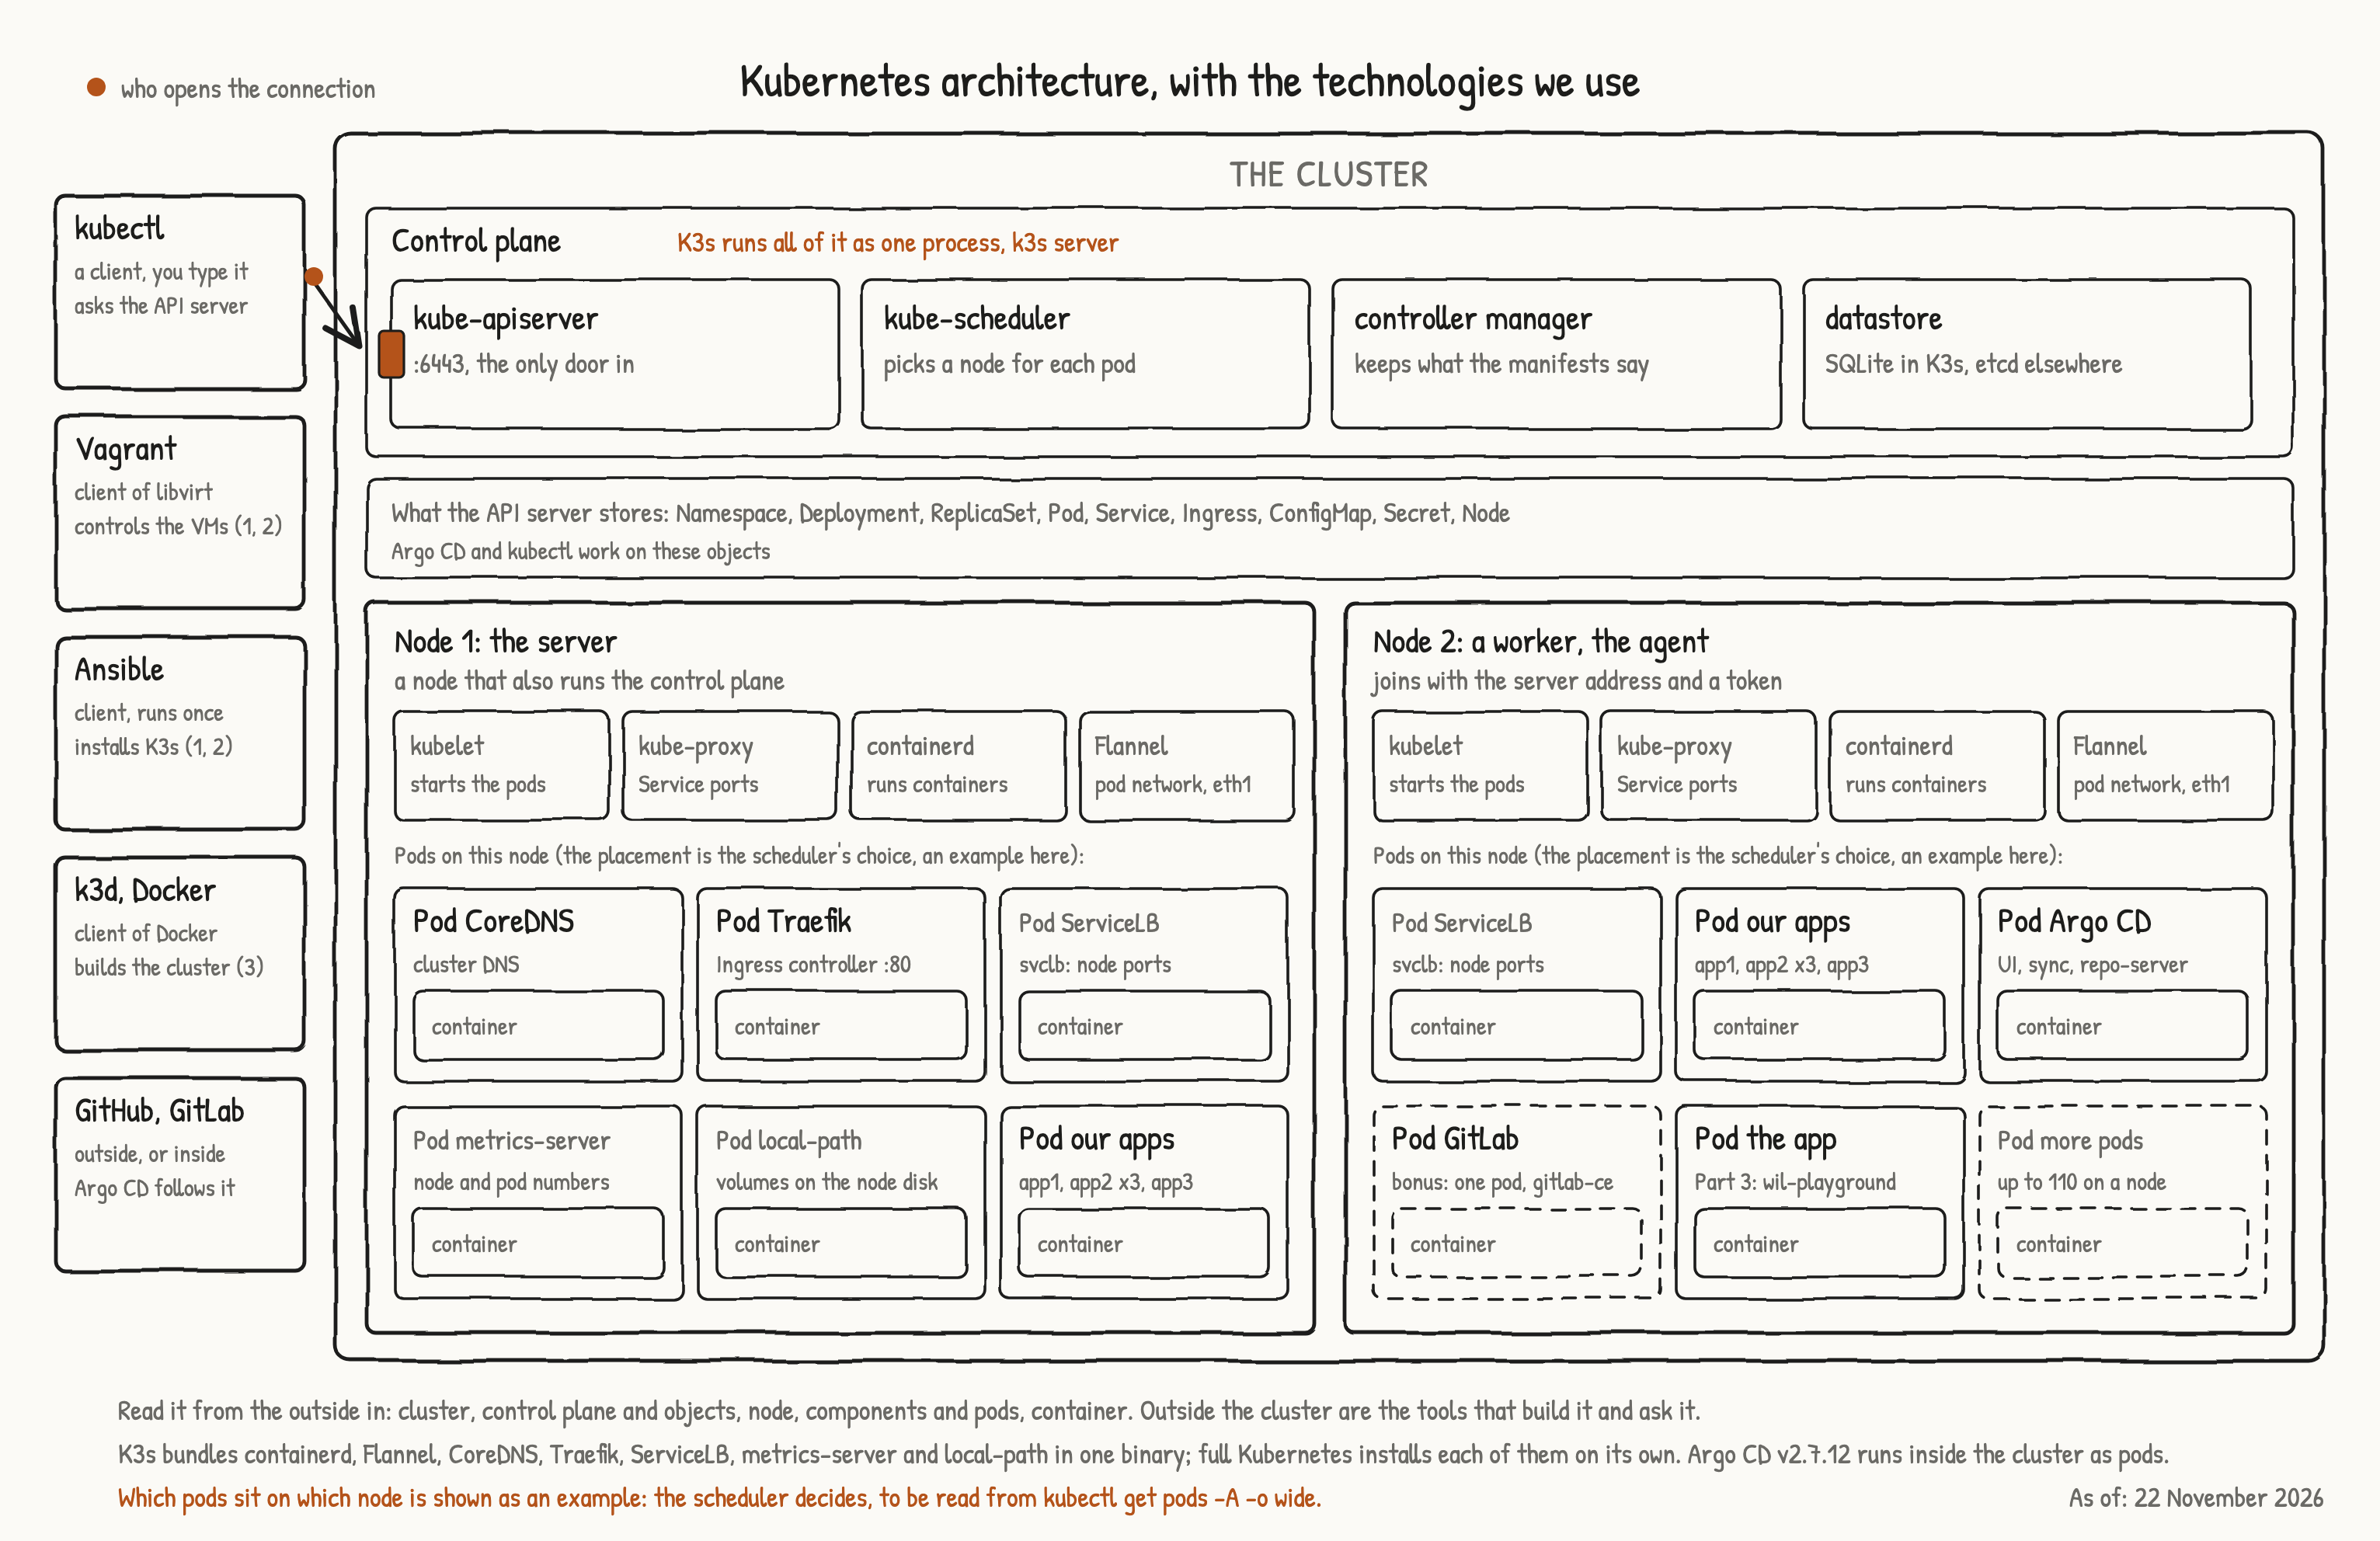 who opens the connection
Kubernetes architecture, with the technologies we use
THE CLUSTER
kubectl
a client, you type it
asks the API server
Vagrant
client of libvirt
controls the VMs (1, 2)
Ansible
client, runs once
installs K3s (1, 2)
k3d, Docker
client of Docker
builds the cluster (3)
GitHub, GitLab
outside, or inside
Argo CD follows it
Control plane
K3s runs all of it as one process, k3s server
kube-apiserver
:6443, the only door in
kube-scheduler
picks a node for each pod
controller manager
keeps what the manifests say
datastore
SQLite in K3s, etcd elsewhere
What the API server stores: Namespace, Deployment, ReplicaSet, Pod, Service, Ingress, ConfigMap, Secret, Node
Argo CD and kubectl work on these objects
Node 1: the server
a node that also runs the control plane
kubelet
starts the pods
kube-proxy
Service ports
containerd
runs containers
Flannel
pod network, eth1
Pods on this node (the placement is the scheduler's choice, an example here):
Pod CoreDNS
cluster DNS
container
Pod Traefik
Ingress controller :80
container
Pod ServiceLB
svclb: node ports
container
Pod metrics-server
node and pod numbers
container
Pod local-path
volumes on the node disk
container
Pod our apps
app1, app2 x3, app3
container
Node 2: a worker, the agent
joins with the server address and a token
kubelet
starts the pods
kube-proxy
Service ports
containerd
runs containers
Flannel
pod network, eth1
Pods on this node (the placement is the scheduler's choice, an example here):
Pod ServiceLB
svclb: node ports
container
Pod our apps
app1, app2 x3, app3
container
Pod Argo CD
UI, sync, repo-server
container
Pod GitLab
bonus: one pod, gitlab-ce
container
Pod the app
Part 3: wil-playground
container
Pod more pods
up to 110 on a node
container
Read it from the outside in: cluster, control plane and objects, node, components and pods, container. Outside the cluster are the tools that build it and ask it.
K3s bundles containerd, Flannel, CoreDNS, Traefik, ServiceLB, metrics-server and local-path in one binary; full Kubernetes installs each of them on its own. Argo CD v2.7.12 runs inside the cluster as pods.
Which pods sit on which node is shown as an example: the scheduler decides, to be read from kubectl get pods -A -o wide.
As of: 22 November 2026